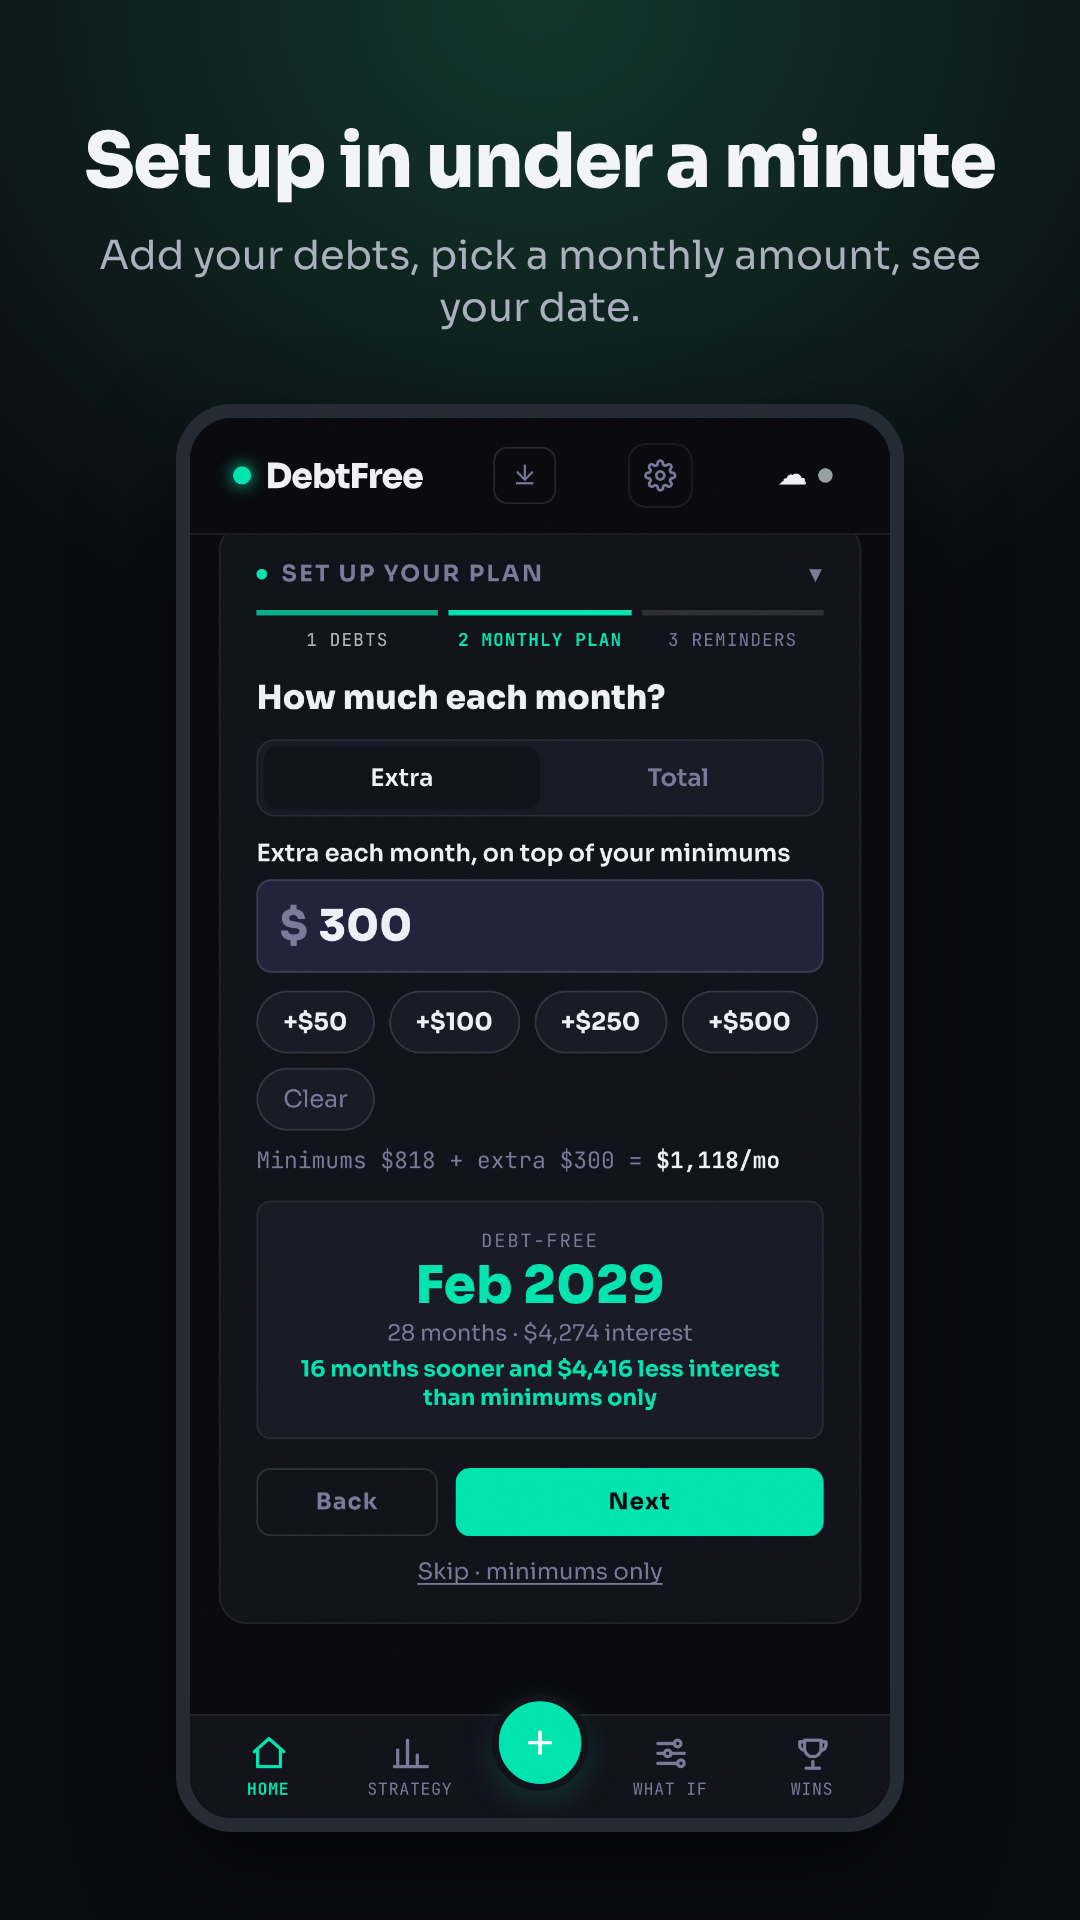 Set up in under a minute
Add your debts, pick a monthly amount, see
your date.
DebtFree
SET UP YOUR PLAN
1 DEBTS
2 MONTHLY PLAN
3 REMINDERS
How much each month?
Extra
Total
Extra each month, on top of your minimums
$ 300
+$50
+$100
+$250
+$500
Clear
Minimums $818 + extra $300 = $1,118/mo
DEBT-FREE
Feb 2029
28 months · $4,274 interest
16 months sooner and $4,416 less interest
than minimums only
Back
Next
Skip · minimums only
HOME
STRATEGY
+
WHAT IF
WINS